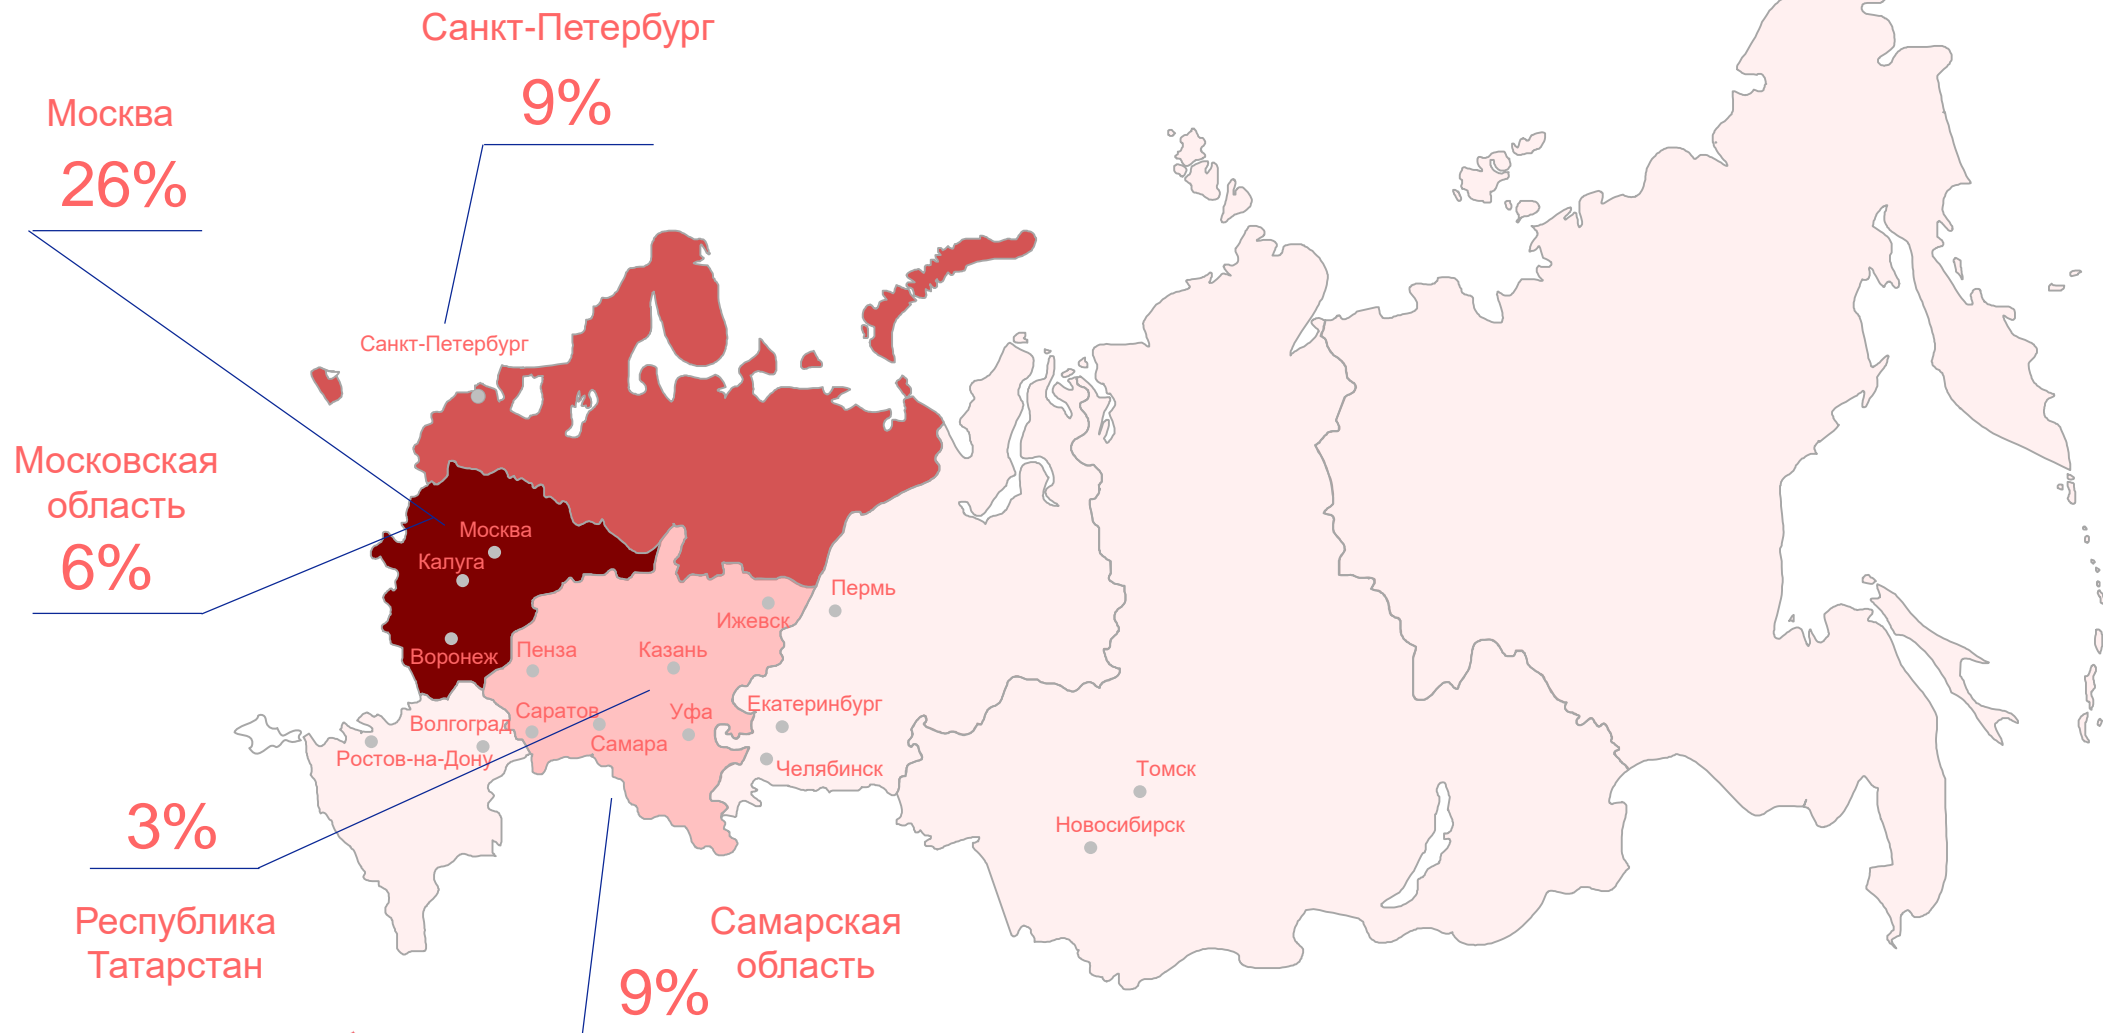 Санкт-Петербург
9%
Москва
26%
Санкт-Петербург
Московская
область
6%
Москва
Калуга
Воронеж
Пермь
Ижевск
Пенза
Казань
Екатеринбург
Саратов
Уфа
Волгоград
Самара
Ростов-на-Дону
Челябинск
Томск
Новосибирск
3%
Республика
Татарстан
Самарская
область
9%